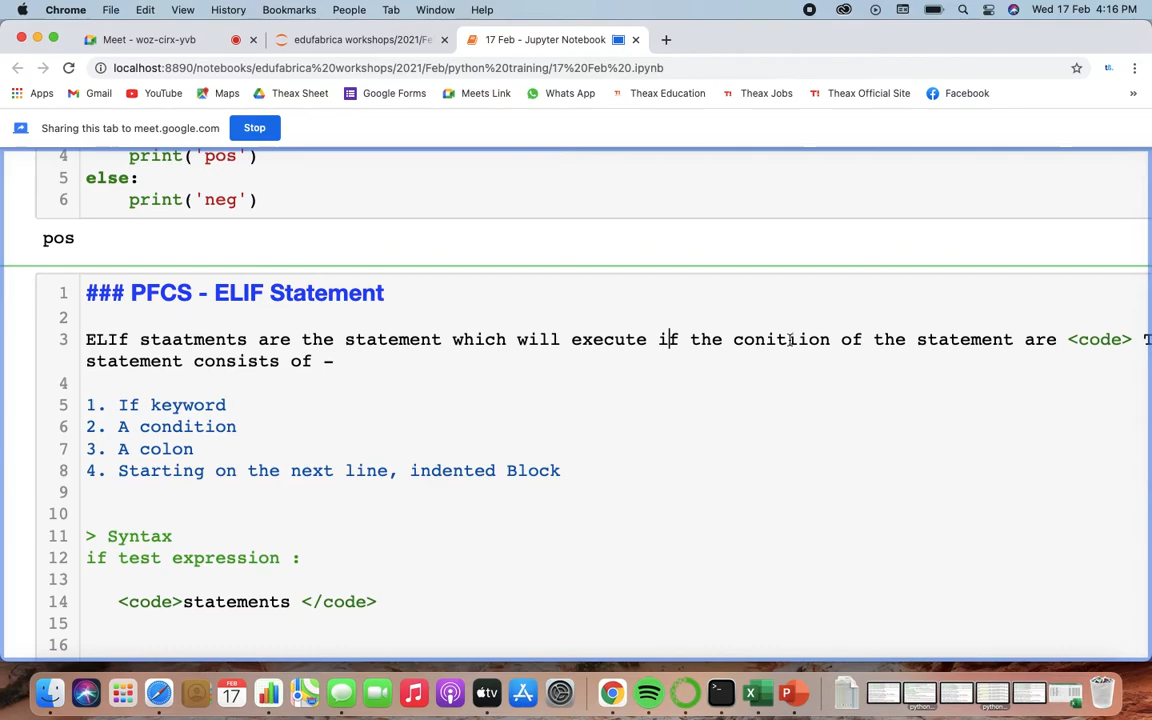 Chrome File Edit View History Bookmarks People Tab Window Help Wed 17 Feb 4:16 PM
Meet - woz-cirx-yvb edufabrica workshops/2021/Fe 17 Feb - Jupyter Notebook
localhost:8890/notebooks/edufabrica%20workshops/2021/Feb/python%20training/17%20Feb%20.ipynb
Apps Gmail YouTube Maps Theax Sheet Google Forms Meets Link Whats App Theax Education Theax Jobs Theax Official Site Facebook »
Sharing this tab to meet.google.com Stop
4 print('pos')
5 else:
6 print('neg')
pos
1 ### PFCS - ELIF Statement
2
3 ELIf staatments are the statement which will execute if the conitiion of the statement are <code> T
statement consists of -
4
5 1. If keyword
6 2. A condition
7 3. A colon
8 4. Starting on the next line, indented Block
9
10
11 > Syntax
12 if test expression :
13
14 <code>statements </code>
15
16
FEB
17
tv
python
python